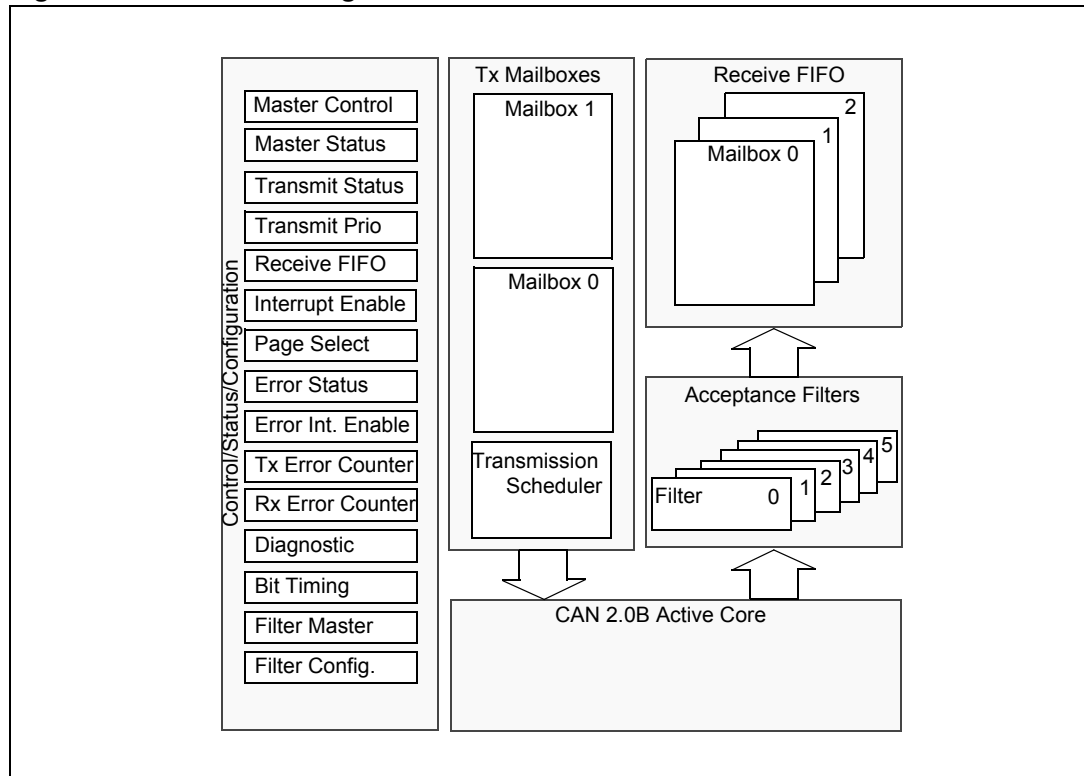 Control/Status/Configuration
Master Control
Master Status
Transmit Status
Transmit Prio
Receive FIFO
Interrupt Enable
Page Select
Error Status
Error Int. Enable
Tx Error Counter
Rx Error Counter
Diagnostic
Bit Timing
Filter Master
Filter Config.
Tx Mailboxes
Mailbox 1
Mailbox 0
Transmission
Scheduler
Receive FIFO
2
1
Mailbox 0
Acceptance Filters
5
4
3
2
1
Filter 0
CAN 2.0B Active Core